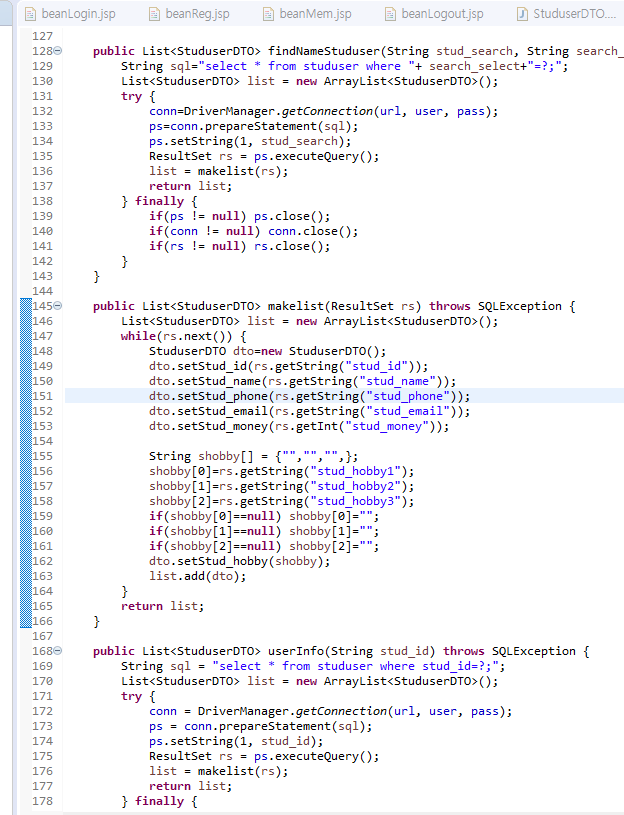 beanLogin.jsp beanReg.jsp beanMem.jsp beanLogout.jsp StuduserDTO....
127
128 public List<StuduserDTO> findNameStuduser(String stud_search, String search_
129 String sql="select * from studuser where "+ search_select+"=?;";
130 List<StuduserDTO> list = new ArrayList<StuduserDTO>();
131 try {
132 conn=DriverManager.getConnection(url, user, pass);
133 ps=conn.prepareStatement(sql);
134 ps.setString(1, stud_search);
135 ResultSet rs = ps.executeQuery();
136 list = makelist(rs);
137 return list;
138 } finally {
139 if(ps != null) ps.close();
140 if(conn != null) conn.close();
141 if(rs != null) rs.close();
142 }
143 }
144
145 public List<StuduserDTO> makelist(ResultSet rs) throws SQLException {
146 List<StuduserDTO> list = new ArrayList<StuduserDTO>();
147 while(rs.next()) {
148 StuduserDTO dto=new StuduserDTO();
149 dto.setStud_id(rs.getString("stud_id"));
150 dto.setStud_name(rs.getString("stud_name"));
151 dto.setStud_phone(rs.getString("stud_phone"));
152 dto.setStud_email(rs.getString("stud_email"));
153 dto.setStud_money(rs.getInt("stud_money"));
154
155 String shobby[] = {"","","",};
156 shobby[0]=rs.getString("stud_hobby1");
157 shobby[1]=rs.getString("stud_hobby2");
158 shobby[2]=rs.getString("stud_hobby3");
159 if(shobby[0]==null) shobby[0]="";
160 if(shobby[1]==null) shobby[1]="";
161 if(shobby[2]==null) shobby[2]="";
162 dto.setStud_hobby(shobby);
163 list.add(dto);
164 }
165 return list;
166 }
167
168 public List<StuduserDTO> userInfo(String stud_id) throws SQLException {
169 String sql = "select * from studuser where stud_id=?;";
170 List<StuduserDTO> list = new ArrayList<StuduserDTO>();
171 try {
172 conn = DriverManager.getConnection(url, user, pass);
173 ps = conn.prepareStatement(sql);
174 ps.setString(1, stud_id);
175 ResultSet rs = ps.executeQuery();
176 list = makelist(rs);
177 return list;
178 } finally {